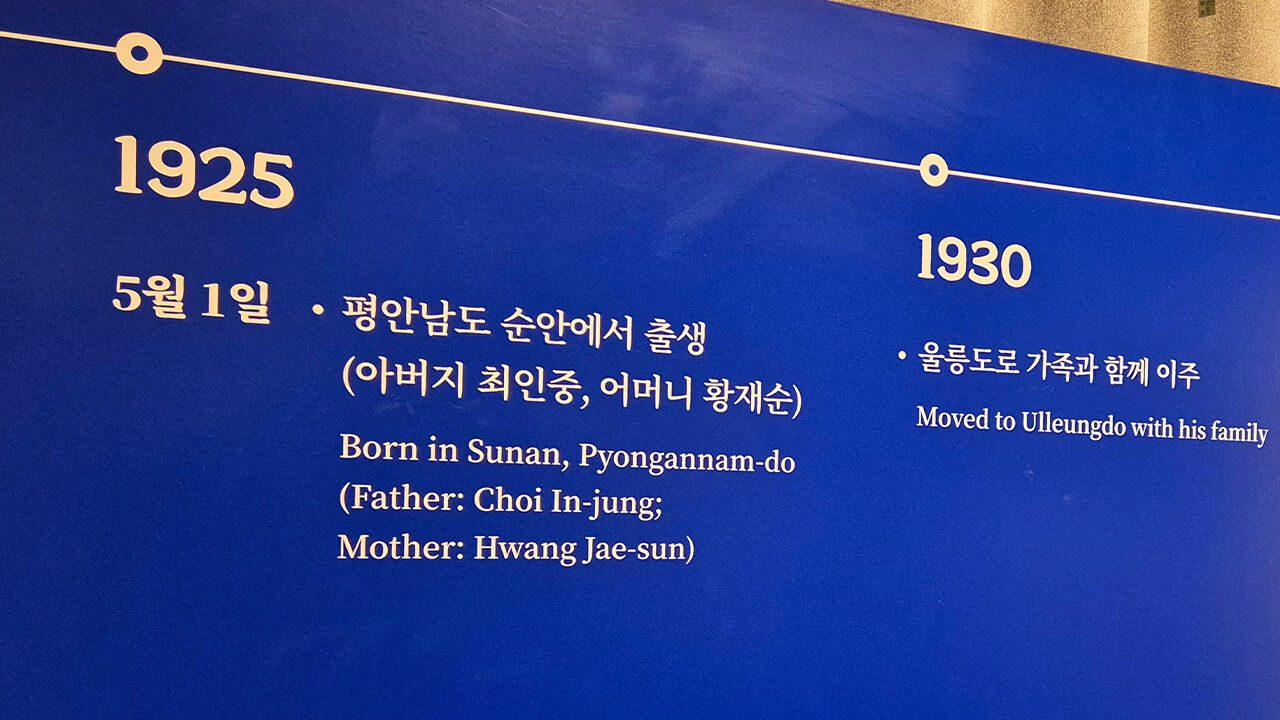 1925
5월 1일
• 평안남도 순안에서 출생
(아버지 최인중, 어머니 황재순)
Born in Sunan, Pyongannam-do
(Father: Choi In-jung;
Mother: Hwang Jae-sun)
1930
• 울릉도로 가족과 함께 이주
Moved to Ulleungdo with his family